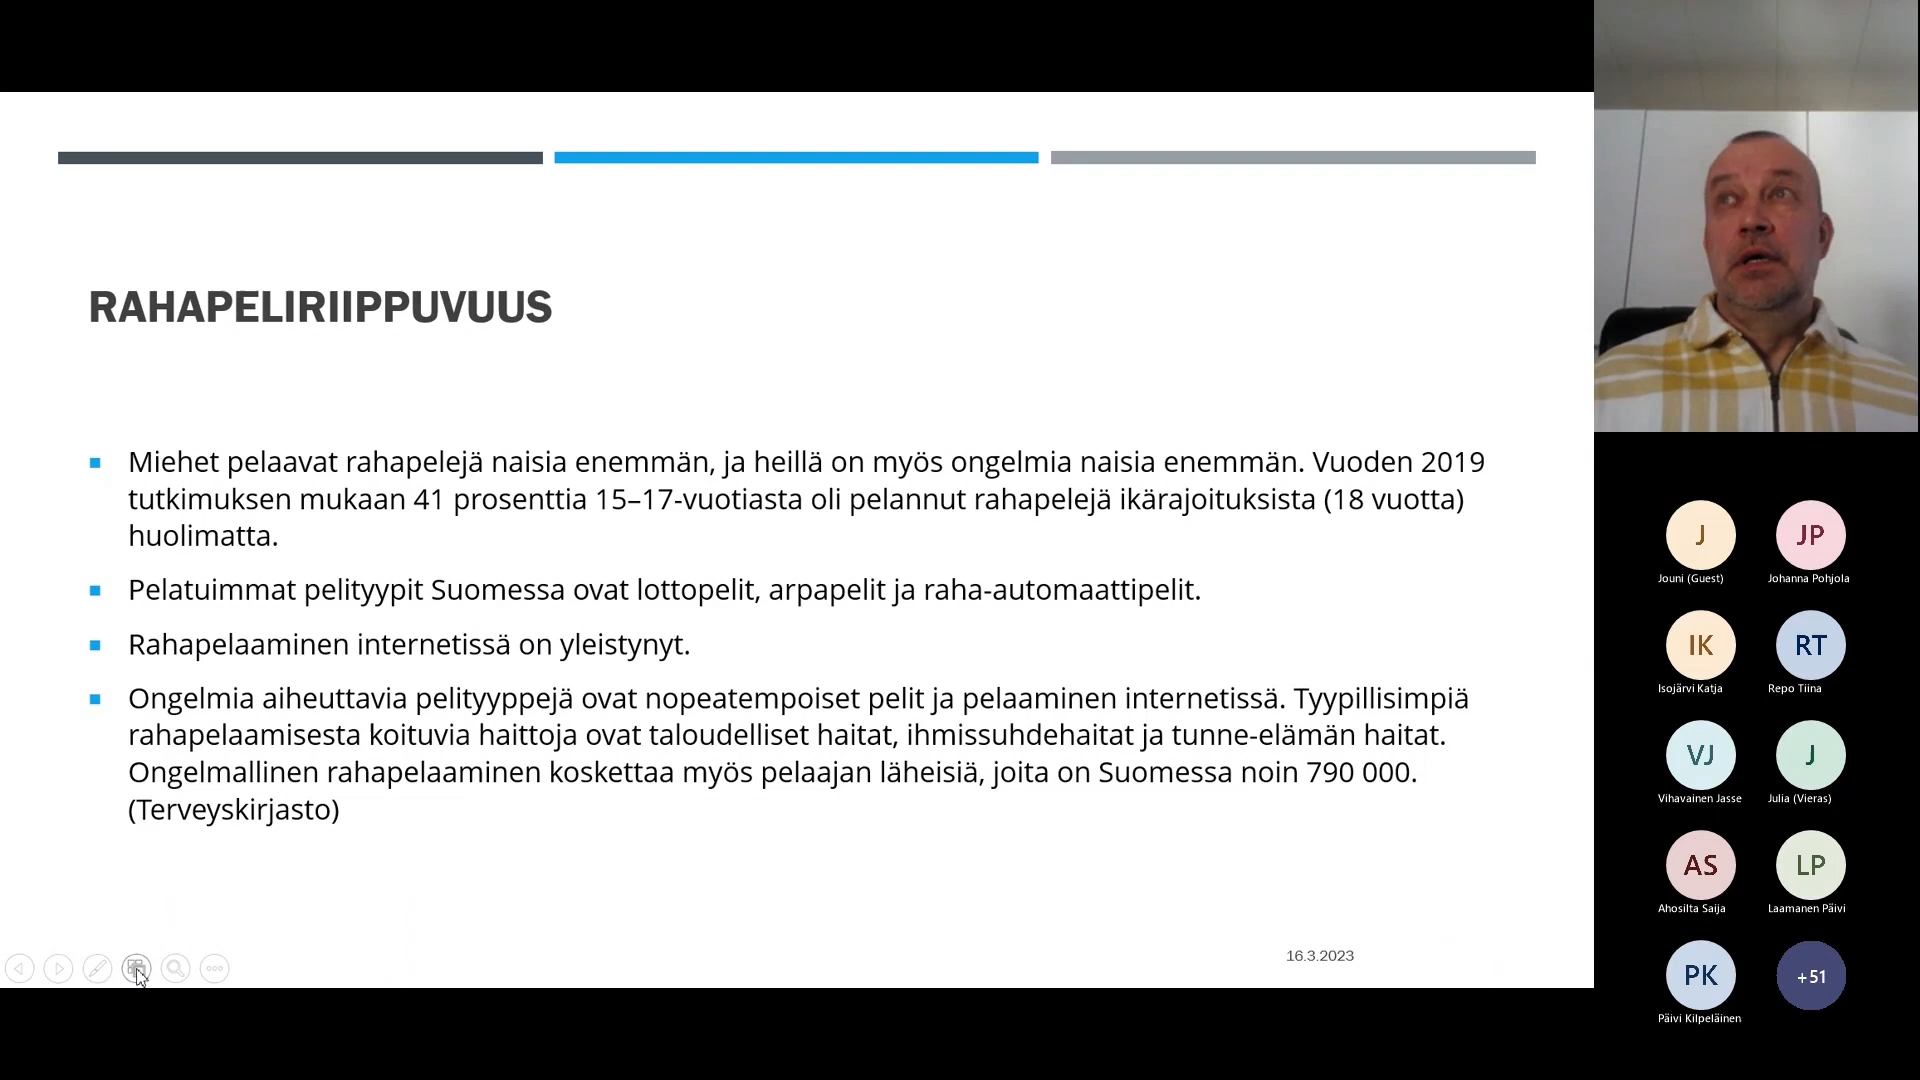 RAHAPELIRIIPPUVUUS
Miehet pelaavat rahapelejä naisia enemmän, ja heillä on myös ongelmia naisia enemmän. Vuoden 2019
tutkimuksen mukaan 41 prosenttia 15–17-vuotiasta oli pelannut rahapelejä ikärajoituksista (18 vuotta)
huolimatta.
Pelatuimmat pelityypit Suomessa ovat lottopelit, arpapelit ja raha-automaattipelit.
Rahapelaaminen internetissä on yleistynyt.
Ongelmia aiheuttavia pelityyppejä ovat nopeatempoiset pelit ja pelaaminen internetissä. Tyypillisimpiä
rahapelaamisesta koituvia haittoja ovat taloudelliset haitat, ihmissuhdehaitat ja tunne-elämän haitat.
Ongelmallinen rahapelaaminen koskettaa myös pelaajan läheisiä, joita on Suomessa noin 790 000.
(Terveyskirjasto)
16.3.2023
J JP
Jouni (Guest) Johanna Pohjola
IK RT
Isojärvi Katja Repo Tiina
VJ J
Vihavainen Jasse Julia (Vieras)
AS LP
Ahosilta Saija Laamanen Päivi
PK +51
Päivi Kilpeläinen